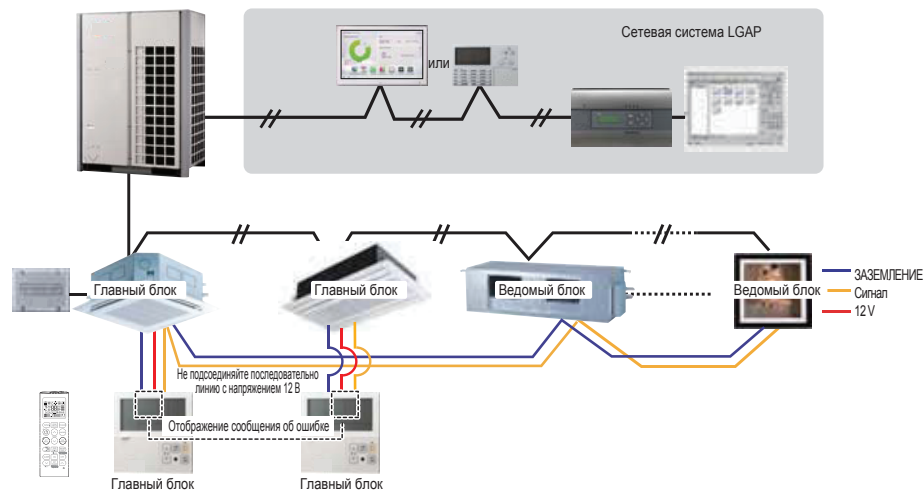 Сетевая система LGAP
или
Главный блок
Главный блок
Ведомый блок
Ведомый блок
ЗАЗЕМЛЕНИЕ
Сигнал
12 V
Не подсоединяйте последовательно
линию с напряжением 12 В
Отображение сообщения об ошибке
Главный блок
Главный блок